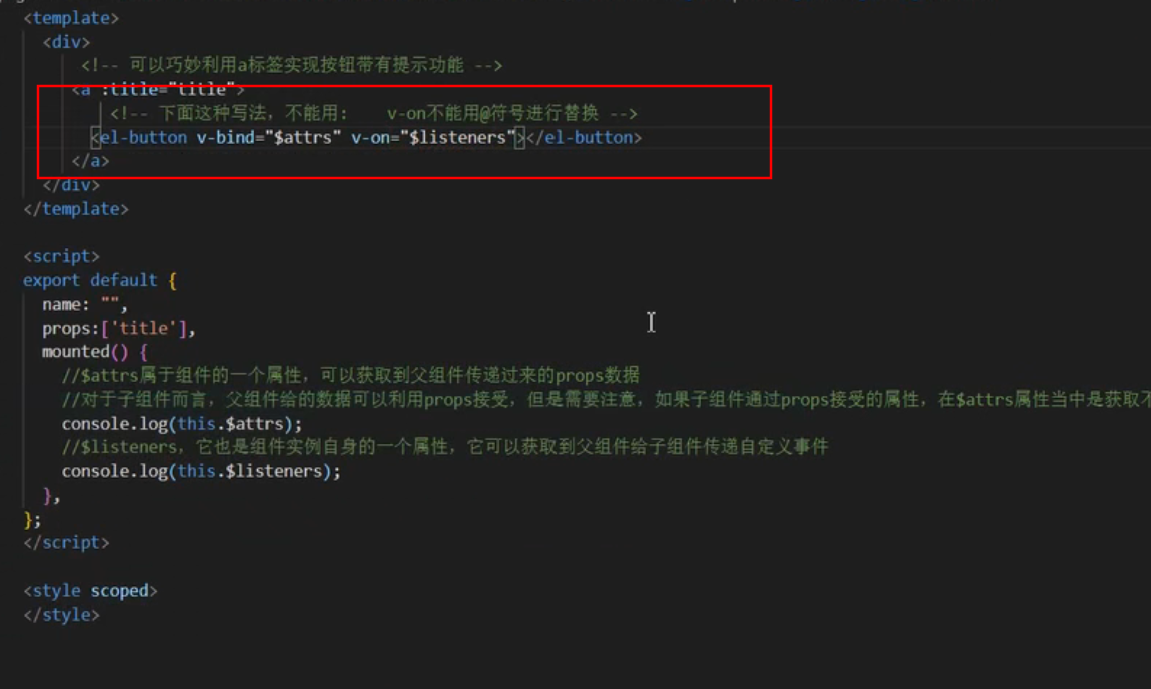 <template>
<div>
<!-- 可以巧妙利用a标签实现按钮带有提示功能 -->
<a :title="title">
<!-- 下面这种写法，不能用： v-on不能用@符号进行替换 -->
<el-button v-bind="$attrs" v-on="$listeners"></el-button>
</a>
</div>
</template>
<script>
export default {
name: "",
props:['title'],
mounted() {
//$attrs属于组件的一个属性，可以获取到父组件传递过来的props数据
//对于子组件而言，父组件给的数据可以利用props接受，但是需要注意，如果子组件通过props接受的属性，在$attrs属性当中是获取不
console.log(this.$attrs);
//$listeners，它也是组件实例自身的一个属性，它可以获取到父组件给子组件传递自定义事件
console.log(this.$listeners);
},
};
</script>
<style scoped>
</style>